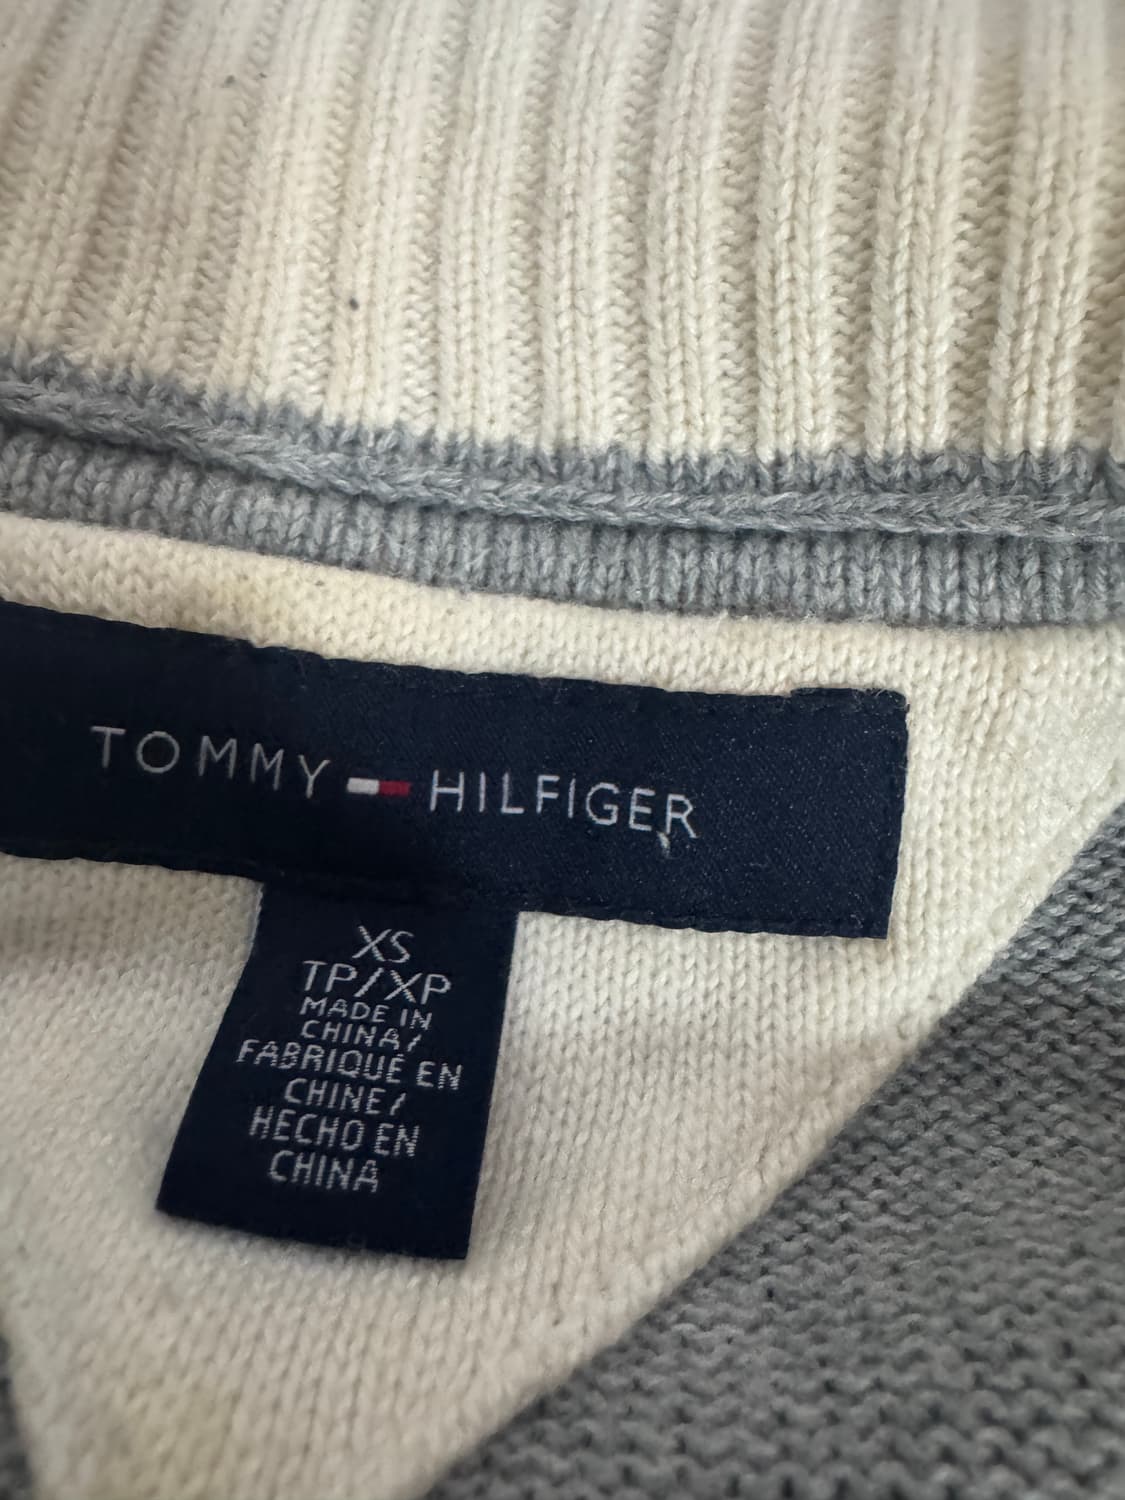 TOMMY HILFIGER
XS
TP/XP
MADE IN
CHINA/
FABRIQUÉ EN
CHINE/
HECHO EN
CHINA